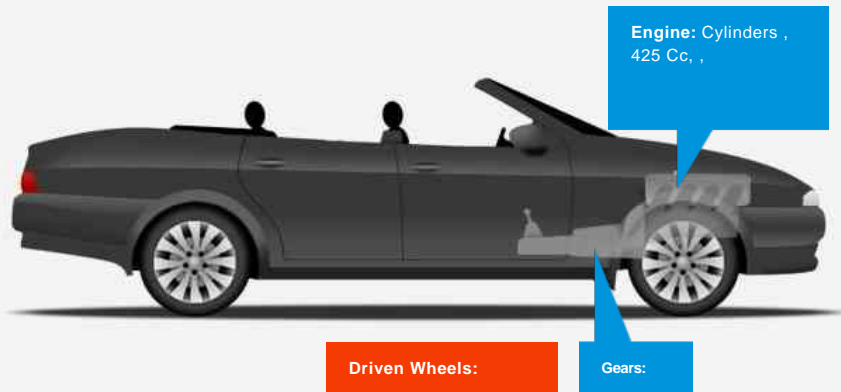 Engine: Cylinders ,
425 Cc, ,
Driven Wheels:
Gears: